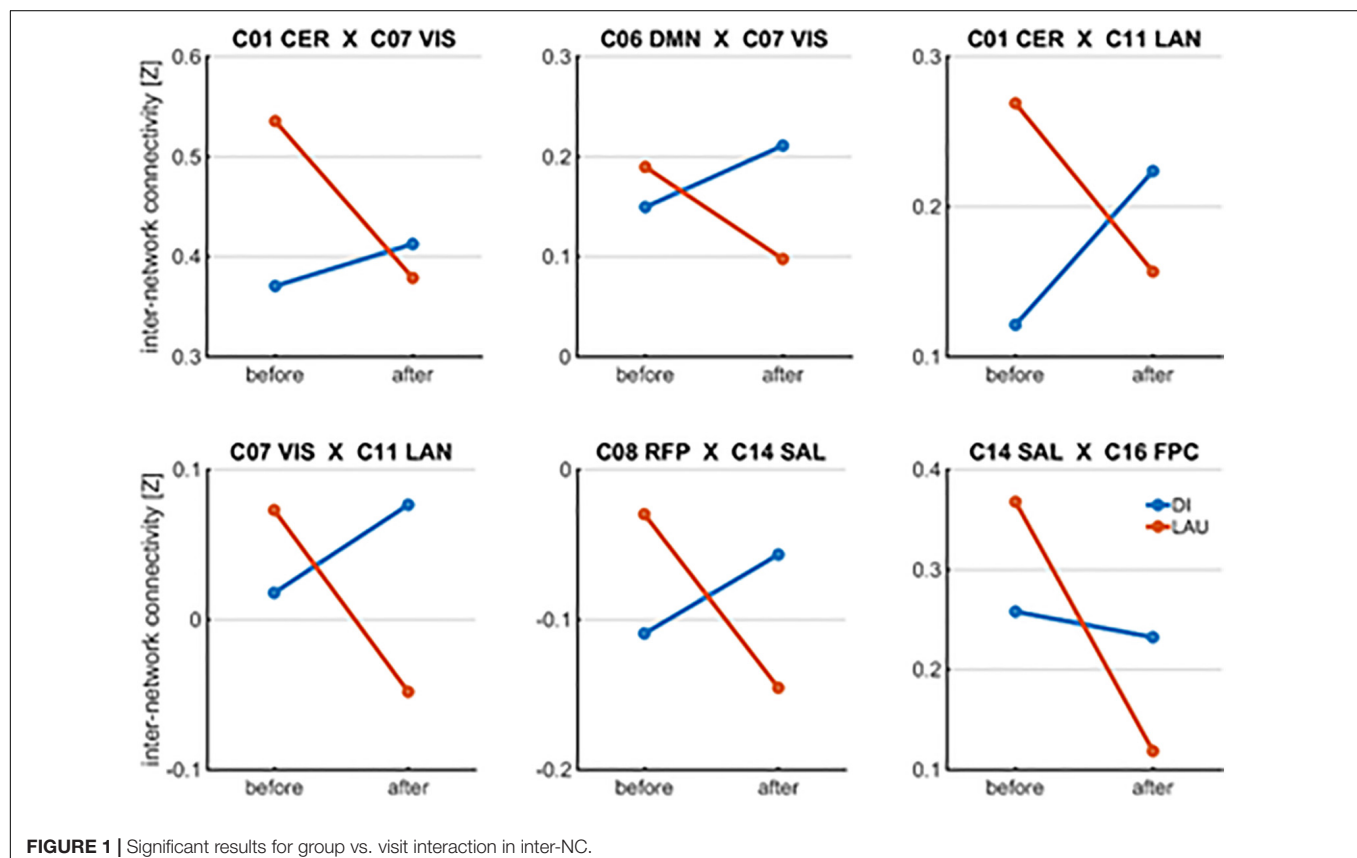 C01 CER X C07 VIS
C06 DMN X C07 VIS
C01 CER X C11 LAN
inter-network connectivity [Z]
0.6
0.5
0.4
0.3
before
after
0.3
0.2
0.1
0
before
after
0.3
0.2
0.1
before
after
C07 VIS X C11 LAN
C08 RFP X C14 SAL
C14 SAL X C16 FPC
inter-network connectivity [Z]
0.1
0
-0.1
before
after
0
-0.1
-0.2
before
after
0.4
0.3
0.2
0.1
DI
LAU
before
after
FIGURE 1 | Significant results for group vs. visit interaction in inter-NC.